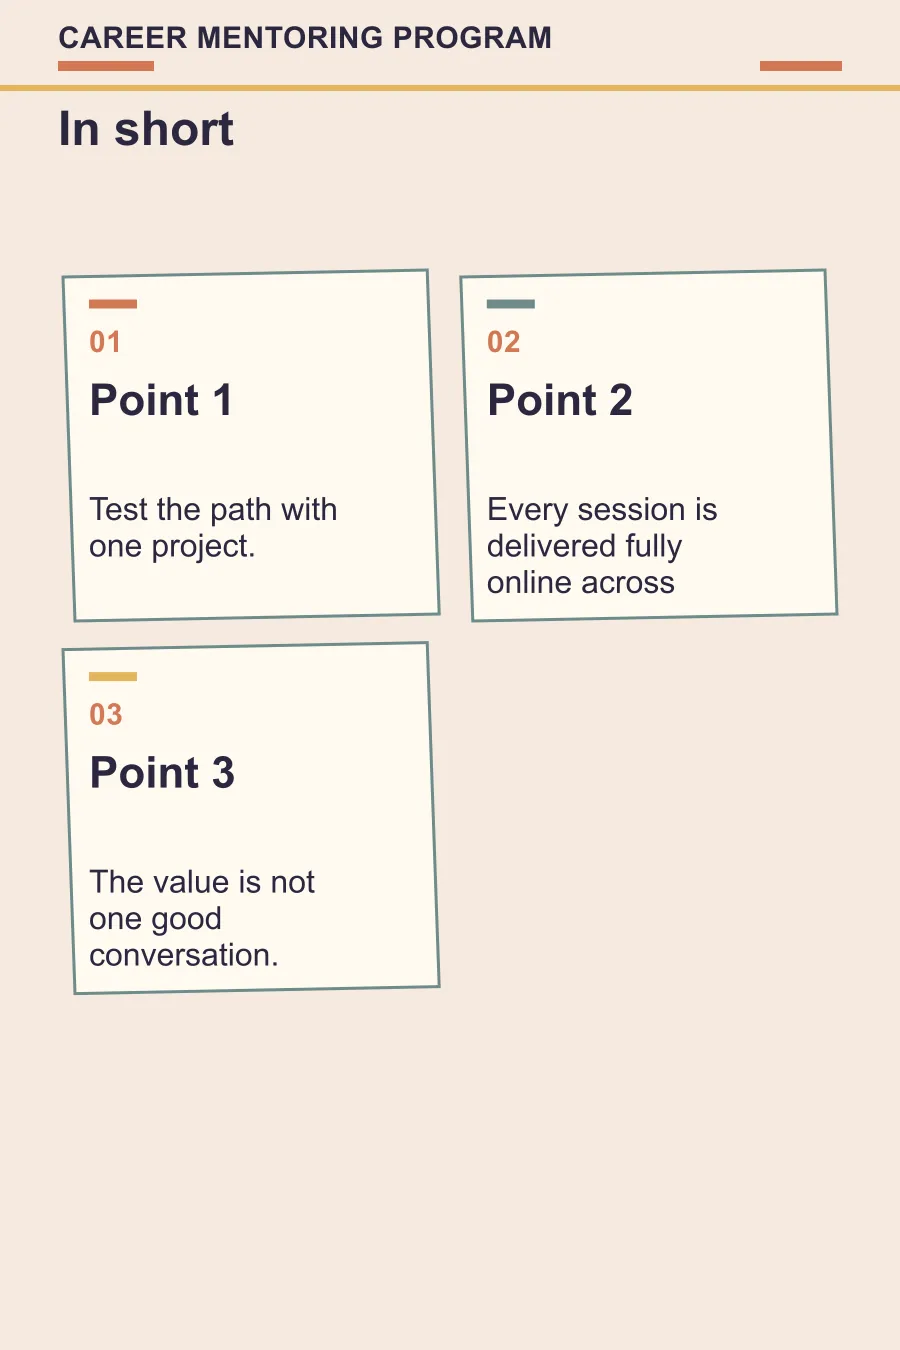 CAREER MENTORING PROGRAM
In short
01
Point 1
Test the path with
one project.
02
Point 2
Every session is
delivered fully
online across
03
Point 3
The value is not
one good
conversation.